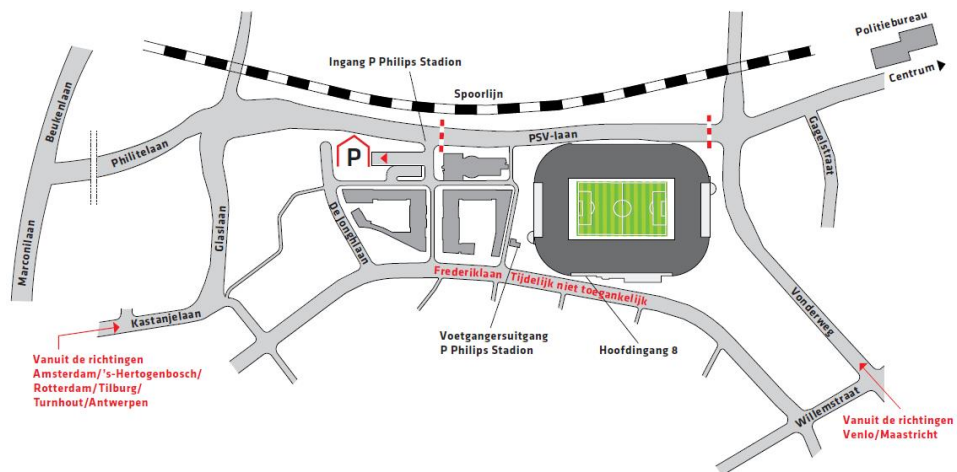 Politiebureau
Centrum
Ingang P Philips Stadion
Spoorlijn
Beukenlaan
PSV-laan
Gagelstraat
Philitelaan
P
De Jonghlaan
Glaslaan
Marconilaan
Frederiklaan Tijdelijk niet toegankelijk
Vonderweg
Kastanjelaan
Voetgangersuitgang
P Philips Stadion
Hoofdingang 8
Vanuit de richtingen
Amsterdam/'s-Hertogenbosch/
Rotterdam/Tilburg/
Turnhout/Antwerpen
Willemstraat
Vanuit de richtingen
Venlo/Maastricht